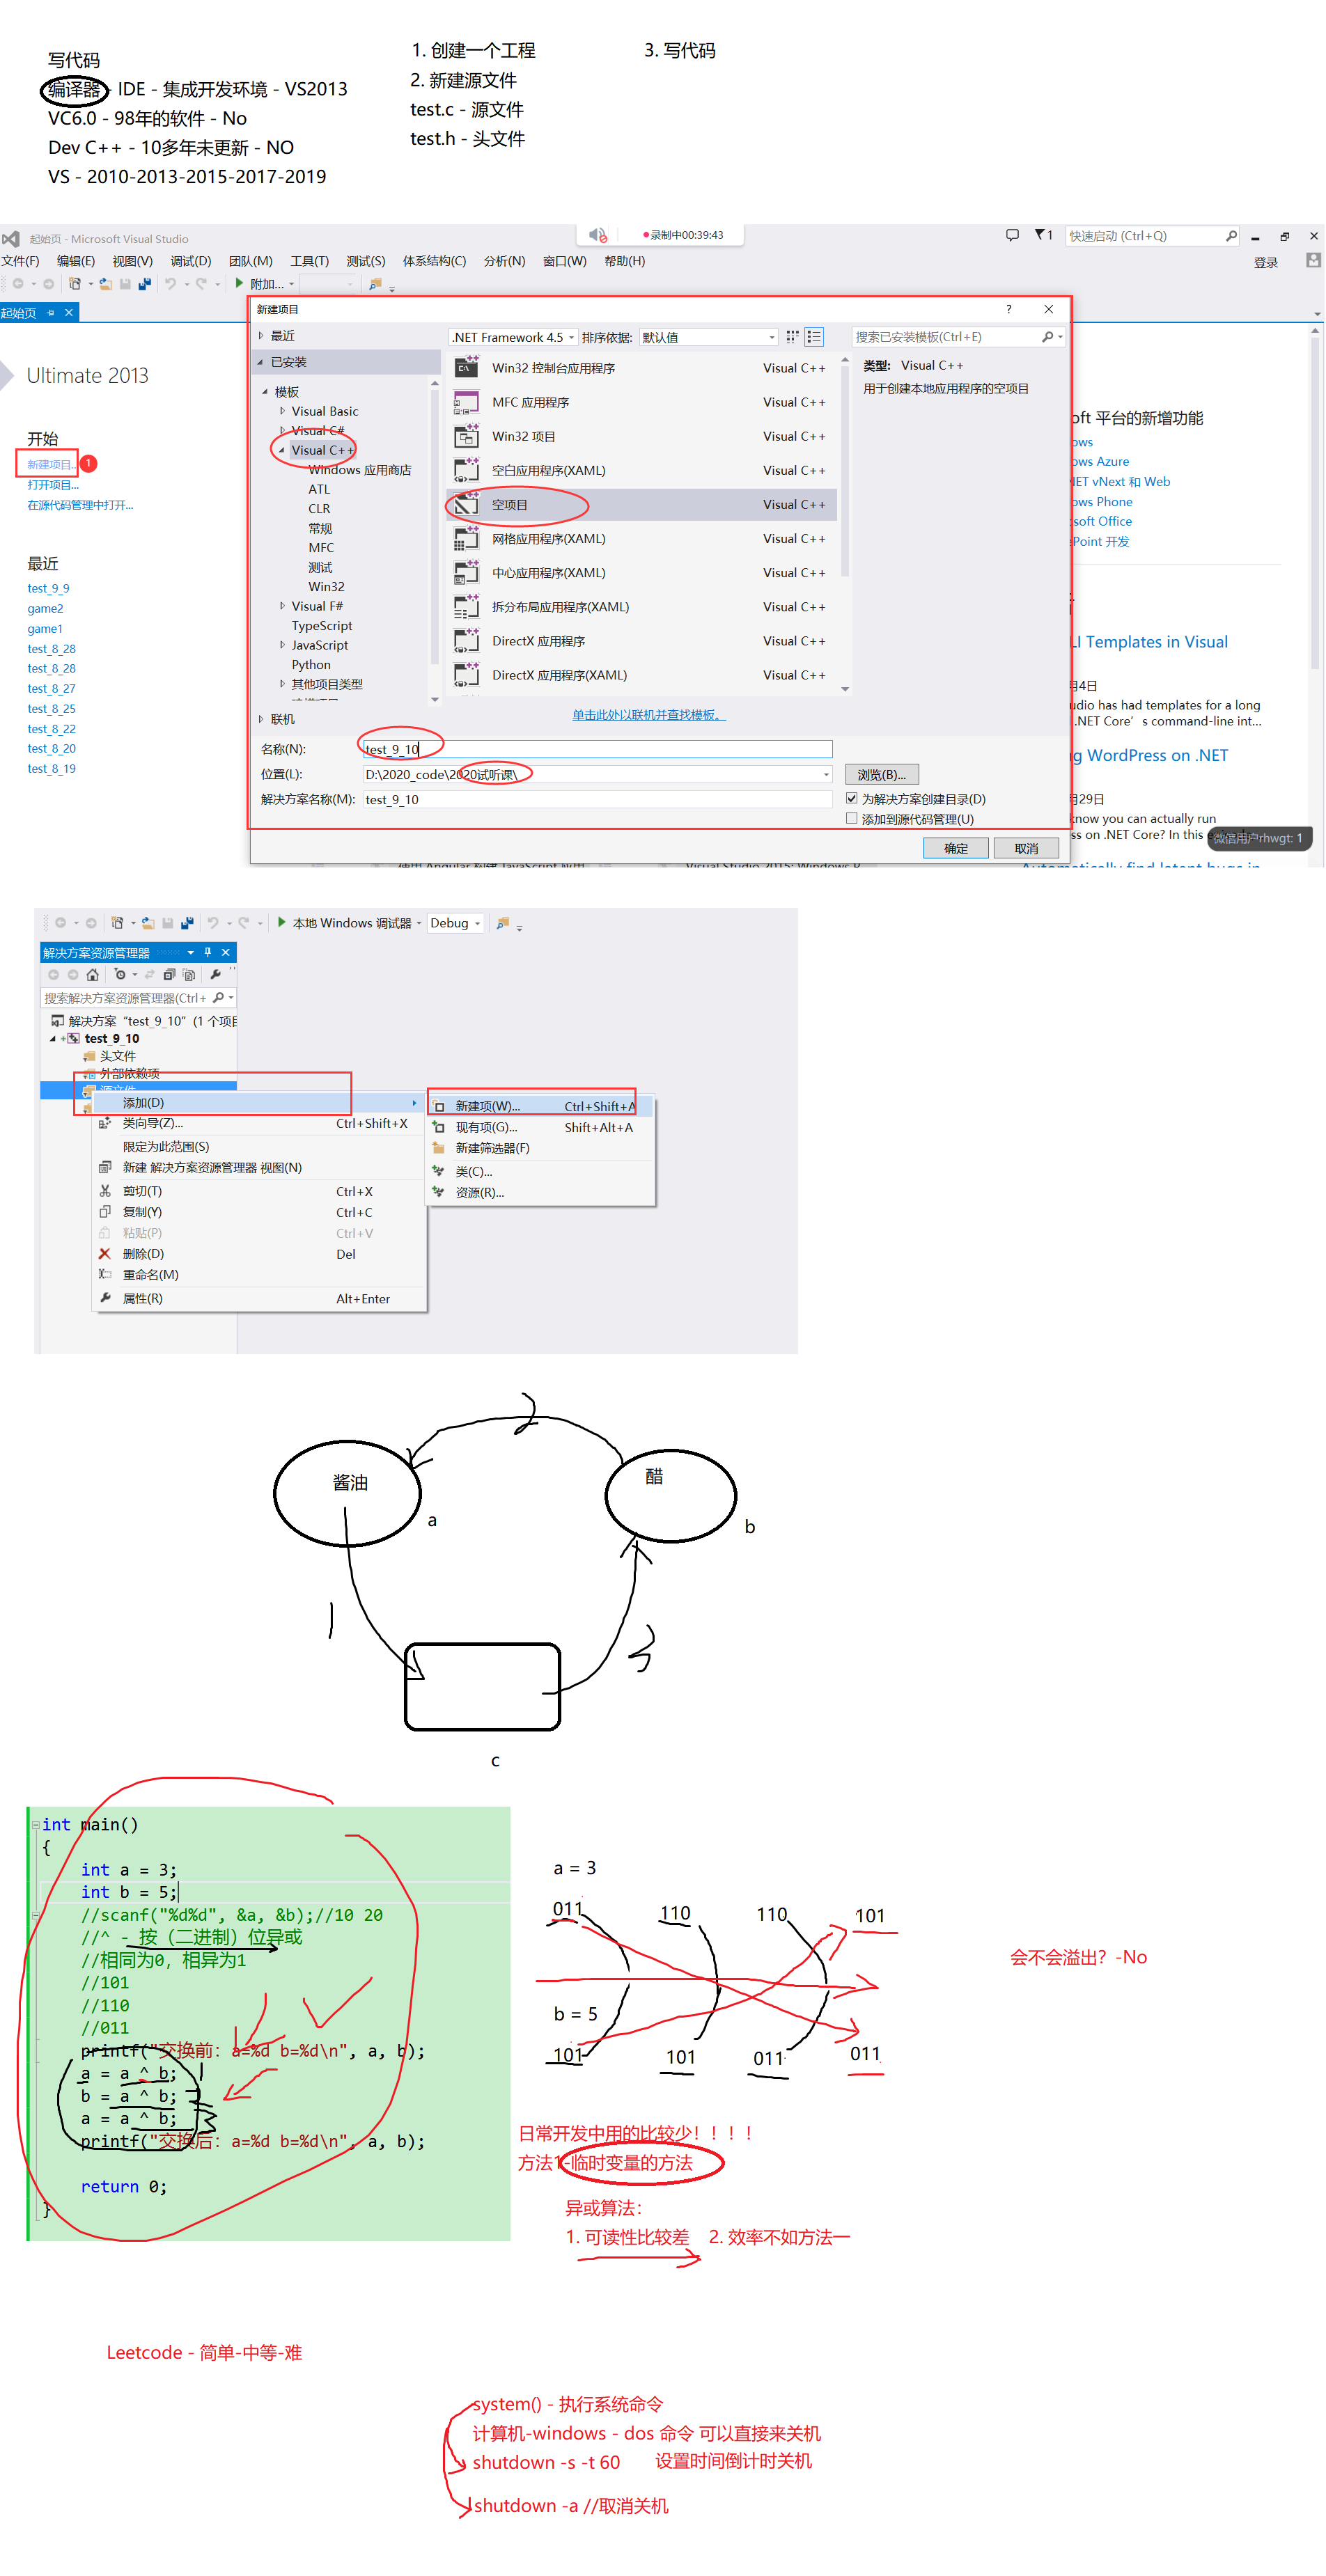 写代码
编译器 - IDE - 集成开发环境 - VS2013
VC6.0 - 98年的软件 - No
Dev C++ - 10多年未更新 - NO
VS - 2010-2013-2015-2017-2019
1. 创建一个工程
2. 新建源文件
test.c - 源文件
test.h - 头文件
3. 写代码
起始页 - Microsoft Visual Studio
录制中00:39:43
1
快速启动 (Ctrl+Q)
文件(F) 编辑(E) 视图(V) 调试(D) 团队(M) 工具(T) 测试(S) 体系结构(C) 分析(N) 窗口(W) 帮助(H)
登录
附加...
起始页
Ultimate 2013
开始
新建项目...
1
打开项目...
在源代码管理中打开...
最近
test_9_9
game2
game1
test_8_28
test_8_28
test_8_27
test_8_25
test_8_22
test_8_20
test_8_19
新建项目
? 
最近
已安装
模板
Visual Basic
Visual C#
Visual C++
Windows 应用商店
ATL
CLR
常规
MFC
测试
Win32
Visual F#
TypeScript
JavaScript
Python
其他项目类型
联机
.NET Framework 4.5 排序依据: 默认值
搜索已安装模板(Ctrl+E)
Win32 控制台应用程序 Visual C++
MFC 应用程序 Visual C++
Win32 项目 Visual C++
空白应用程序(XAML) Visual C++
空项目 Visual C++
网格应用程序(XAML) Visual C++
中心应用程序(XAML) Visual C++
拆分布局应用程序(XAML) Visual C++
DirectX 应用程序 Visual C++
DirectX 应用程序(XAML) Visual C++
单击此处以联机并查找模板。
类型: Visual C++
用于创建本地应用程序的空项目
名称(N): test_9_10
位置(L): D:\2020_code\2020试听课\
浏览(B)...
解决方案名称(M): test_9_10
为解决方案创建目录(D)
添加到源代码管理(U)
确定 取消
oft 平台的新增功能
ows
ows Azure
NET vNext 和 Web
ows Phone
soft Office
Point 开发
LI Templates in Visual
月4日
udio has had templates for a long
.NET Core's command-line int...
ng WordPress on .NET
月29日
know you can actually run
ss on .NET Core? In this e
微信用户rhwgt: 1
Automatically find latent bugs in
使用 Angular 构建 JavaScript 应用
Visual Studio 2015: Windows P
本地 Windows 调试器 Debug
解决方案资源管理器
搜索解决方案资源管理器(Ctrl+
解决方案 "test_9_10" (1 个项目
test_9_10
头文件
外部依赖项
源文件
添加(D)
类向导(Z)... Ctrl+Shift+X
限定为此范围(S)
新建 解决方案资源管理器 视图(N)
剪切(T) Ctrl+X
复制(Y) Ctrl+C
粘贴(P) Ctrl+V
删除(D) Del
重命名(M)
属性(R) Alt+Enter
新建项(W)... Ctrl+Shift+A
现有项(G)... Shift+Alt+A
新建筛选器(F)
类(C)...
资源(R)...
2
酱油
a
醋
b
1
3
c
int main()
{
int a = 3;
int b = 5;
//scanf("%d%d", &a, &b);//10 20
//^ - 按（二进制）位异或
//相同为0，相异为1
//101
//110
//011
printf("交换前：a=%d b=%d\n", a, b);
a = a ^ b; 1
b = a ^ b; 2
a = a ^ b; 3
printf("交换后：a=%d b=%d\n", a, b);
return 0;
}
a = 3
011 110 110 101
b = 5
101 101 011 011
会不会溢出？-No
日常开发中用的比较少！！！！
方法1-临时变量的方法
异或算法：
1. 可读性比较差 2. 效率不如方法一
Leetcode - 简单-中等-难
system() - 执行系统命令
计算机-windows - dos 命令 可以直接来关机
shutdown -s -t 60 设置时间倒计时关机
shutdown -a //取消关机